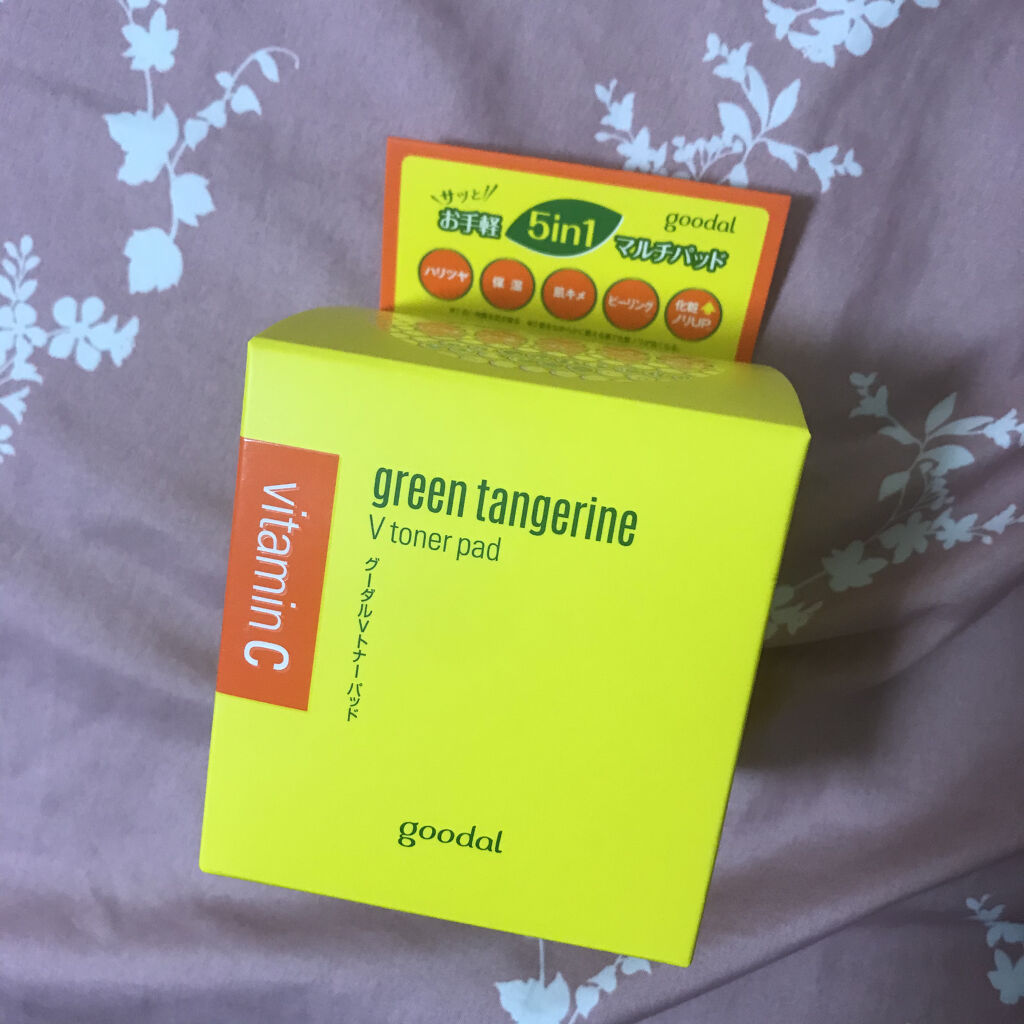 サッと!!
お手軽 5in1 マルチパッド
goodal
ハリツヤ
保湿
肌キメ
ピーリング
化粧
ノリUP
vitamin C
green tangerine
V toner pad
グーダルVトナーパッド
goodal